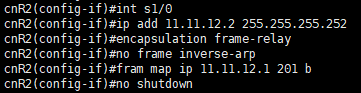 cnR2(config-if)#int s1/0
cnR2(config-if)#ip add 11.11.12.2 255.255.255.252
cnR2(config-if)#encapsulation frame-relay
cnR2(config-if)#no frame inverse-arp
cnR2(config-if)#fram map ip 11.11.12.1 201 b
cnR2(config-if)#no shutdown